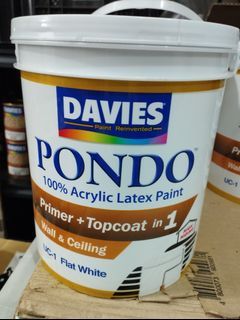 DAVIES
Paint Reinvented
PONDO
100% Acrylic Latex Paint
Primer + Topcoat in 1
Wall & Ceiling
UC-1 Flat White